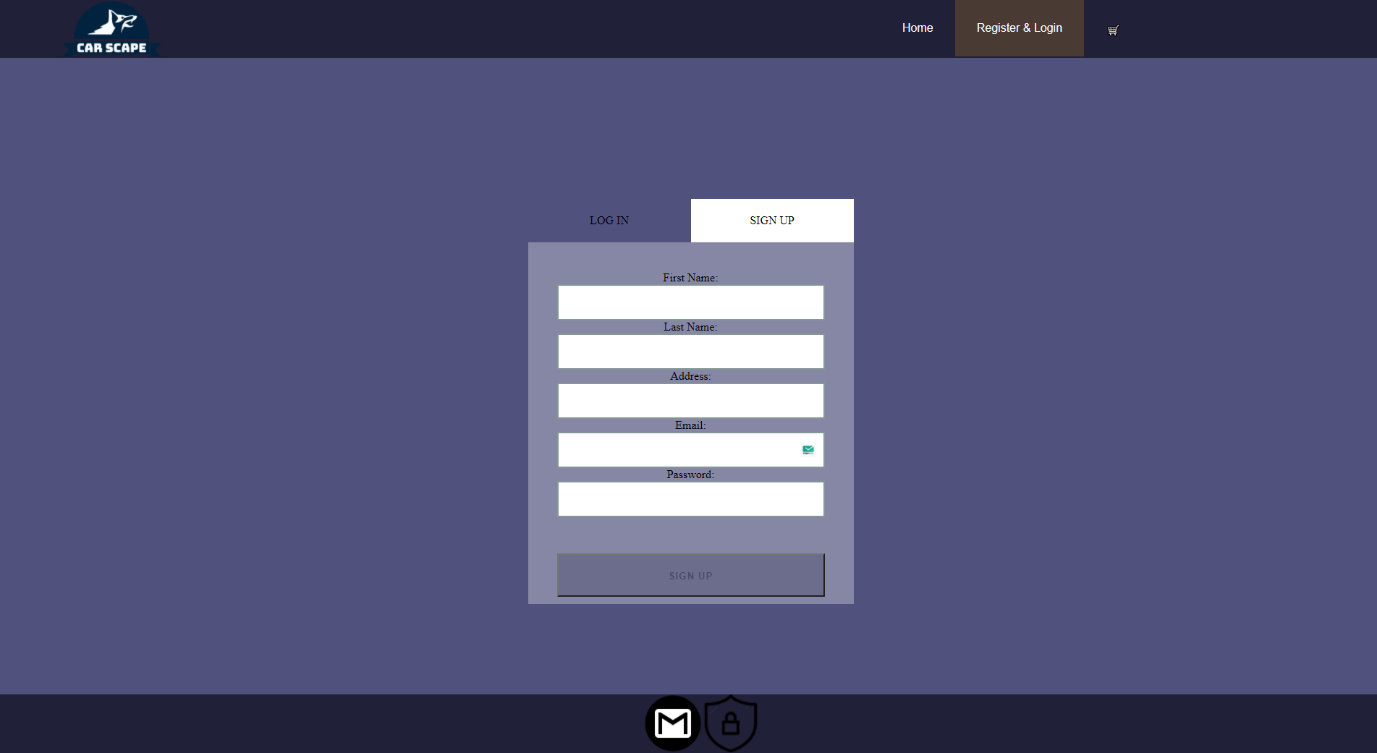 CAR SCAPE
Home
Register & Login
LOG IN
SIGN UP
First Name:
Last Name:
Address:
Email:
Password:
SIGN UP